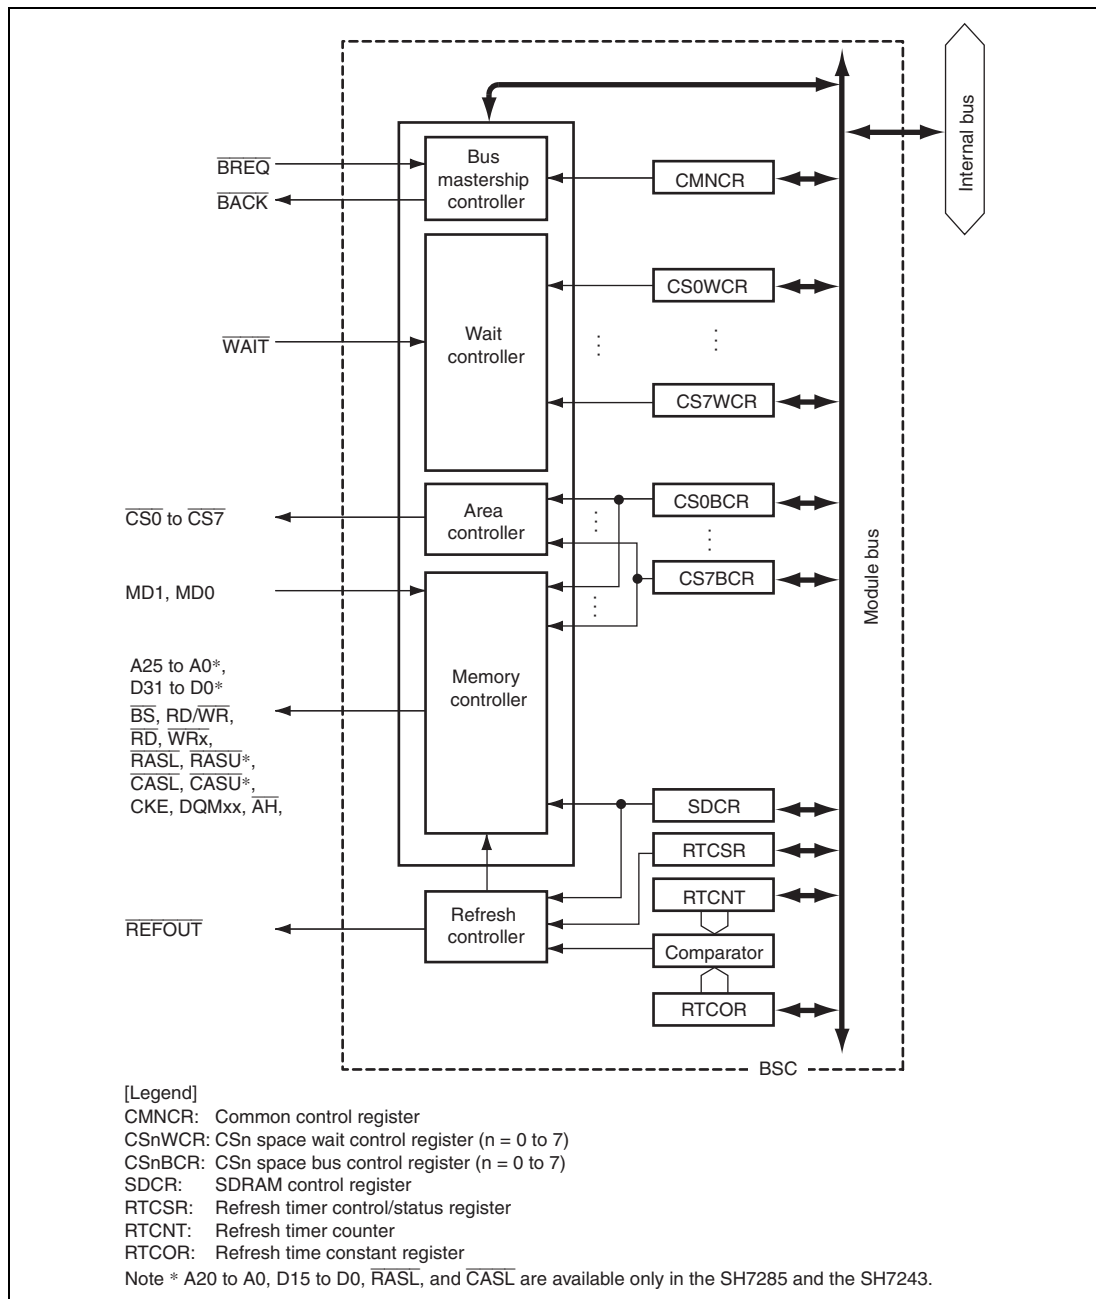 Internal bus
BREQ
BACK
Bus
mastership
controller
CMNCR
CS0WCR
WAIT
Wait
controller
CS7WCR
CS0 to CS7
Area
controller
CS0BCR
CS7BCR
Module bus
MD1, MD0
A25 to A0*,
D31 to D0*
BS, RD/WR,
RD, WRx,
RASL, RASU*,
CASL, CASU*,
CKE, DQMxx, AH,
Memory
controller
SDCR
RTCSR
RTCNT
REFOUT
Refresh
controller
Comparator
RTCOR
BSC
[Legend]
CMNCR: Common control register
CSnWCR: CSn space wait control register (n = 0 to 7)
CSnBCR: CSn space bus control register (n = 0 to 7)
SDCR: SDRAM control register
RTCSR: Refresh timer control/status register
RTCNT: Refresh timer counter
RTCOR: Refresh time constant register
Note * A20 to A0, D15 to D0, RASL, and CASL are available only in the SH7285 and the SH7243.